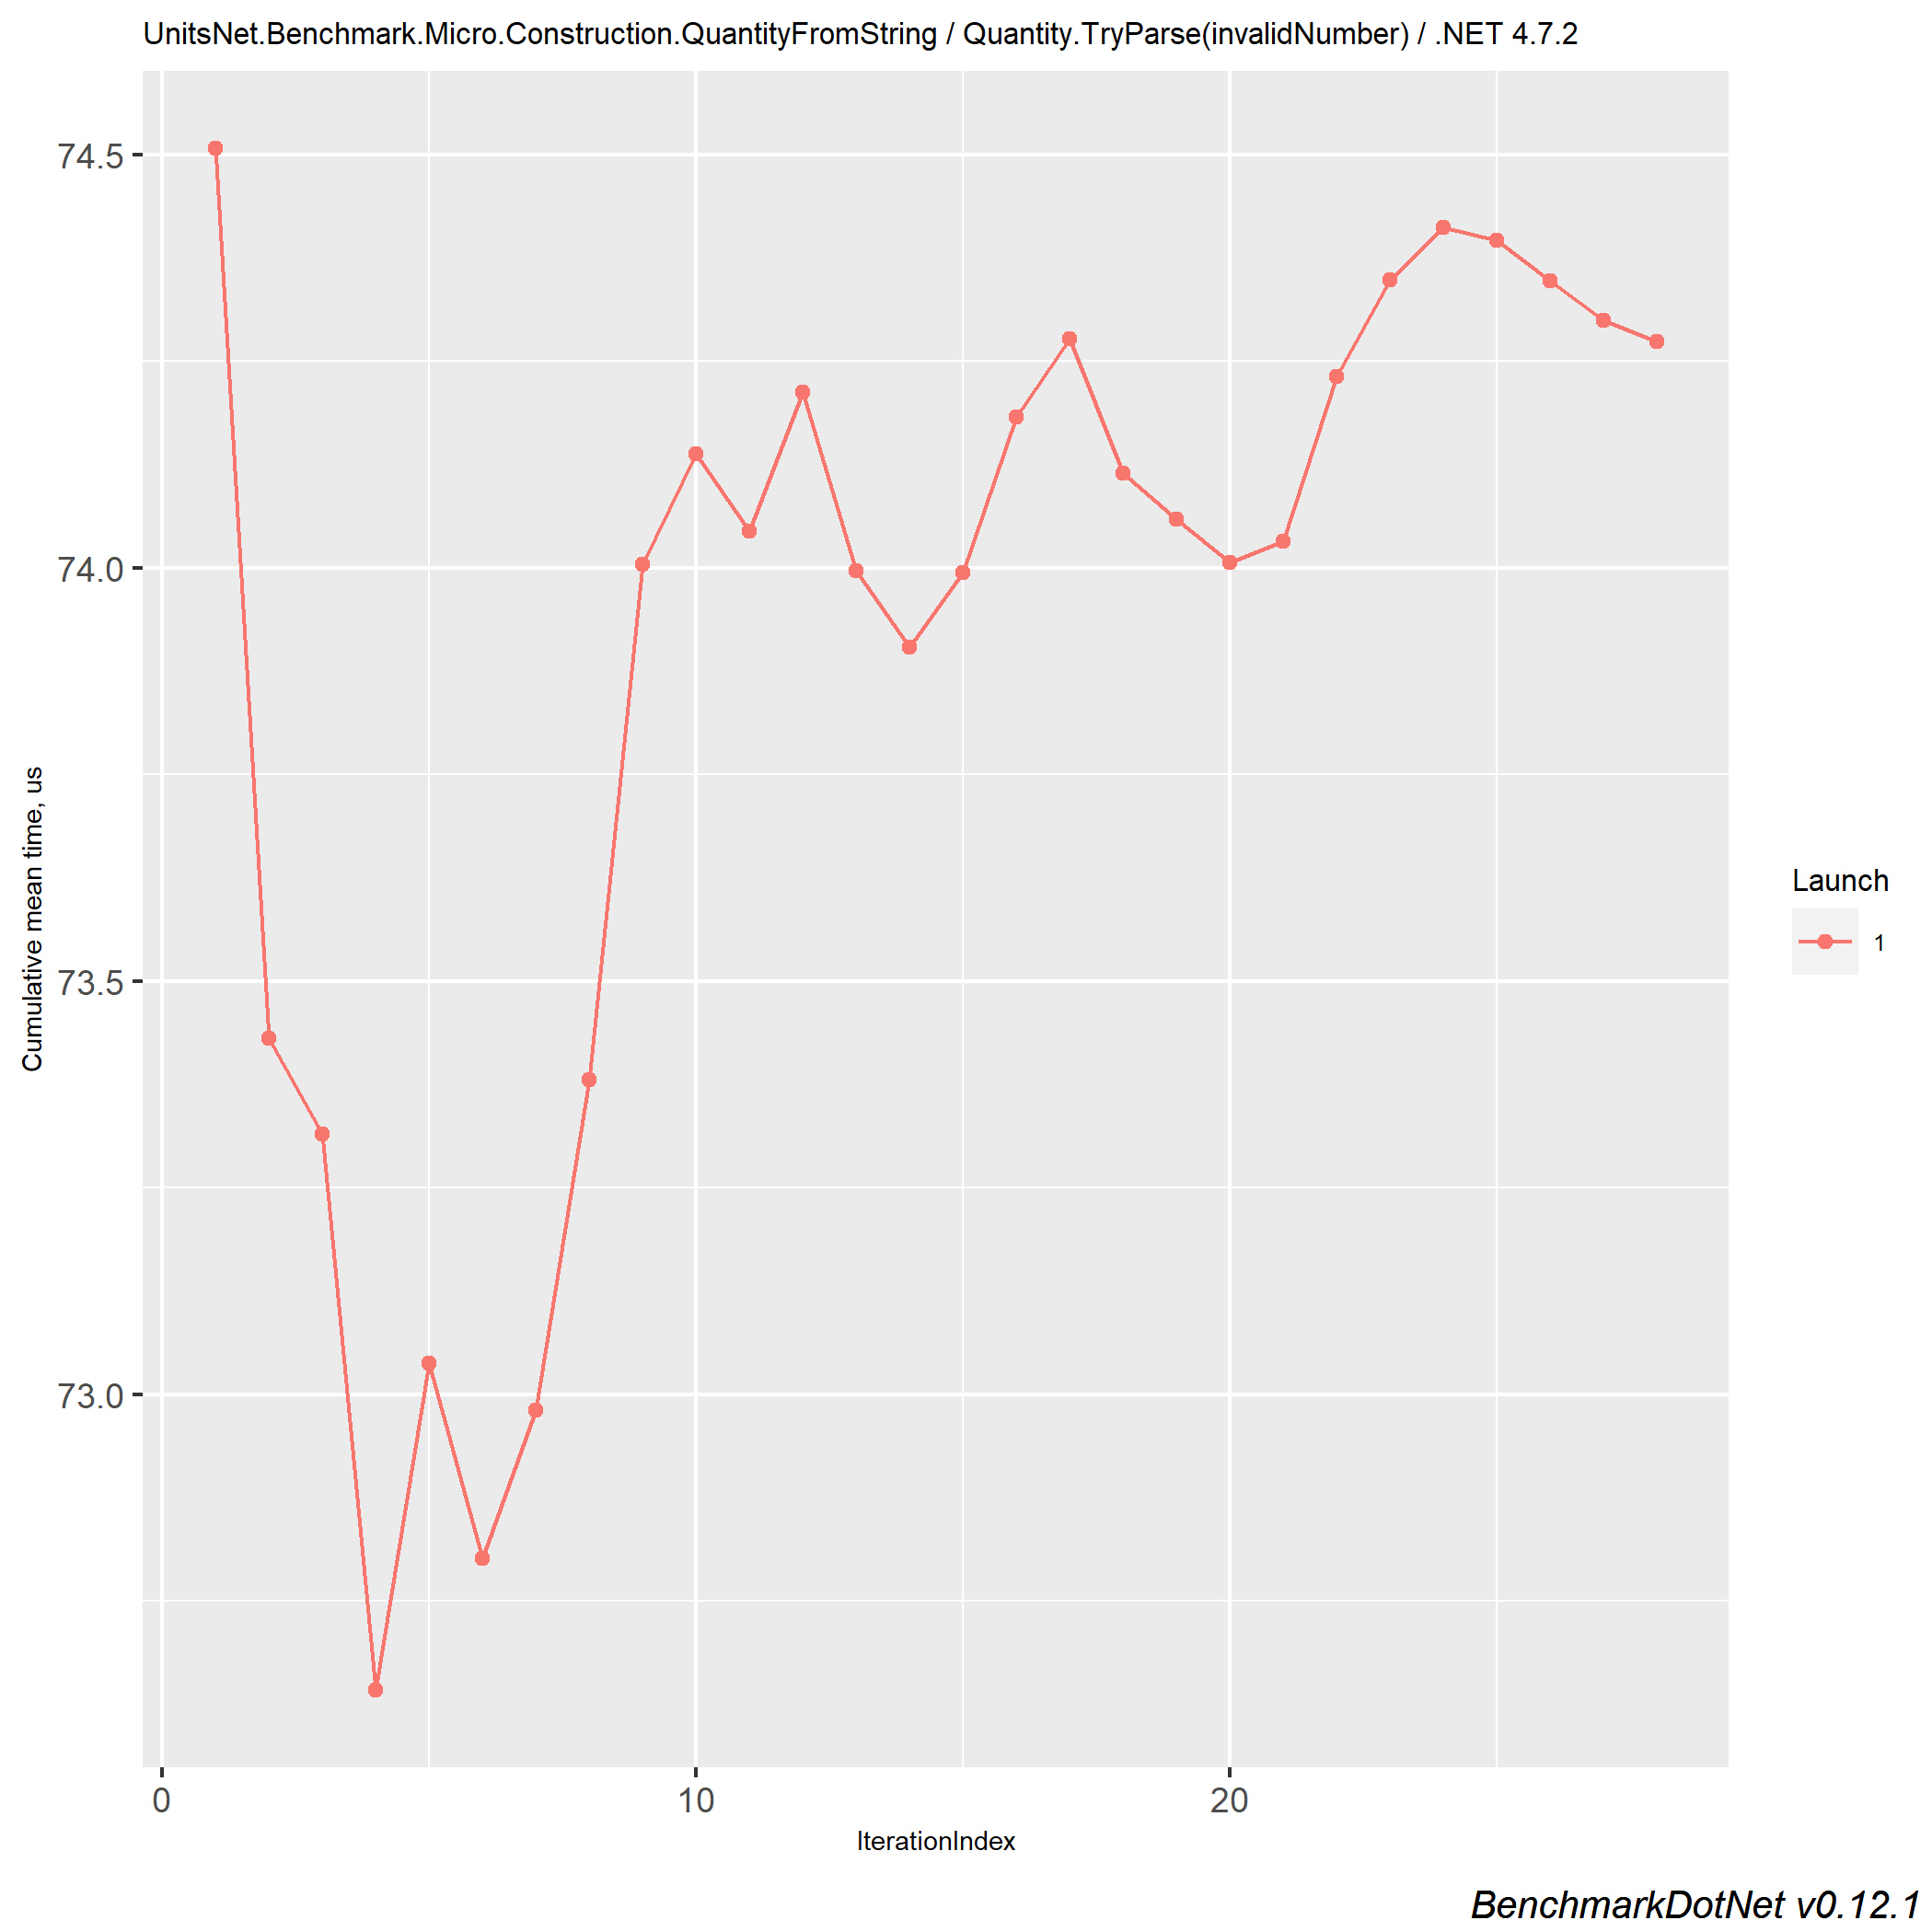 UnitsNet.Benchmark.Micro.Construction.QuantityFromString / Quantity.TryParse(invalidNumber) / .NET 4.7.2
Cumulative mean time, us
74.5
74.0
73.5
73.0
0
10
20
IterationIndex
Launch
1
BenchmarkDotNet v0.12.1